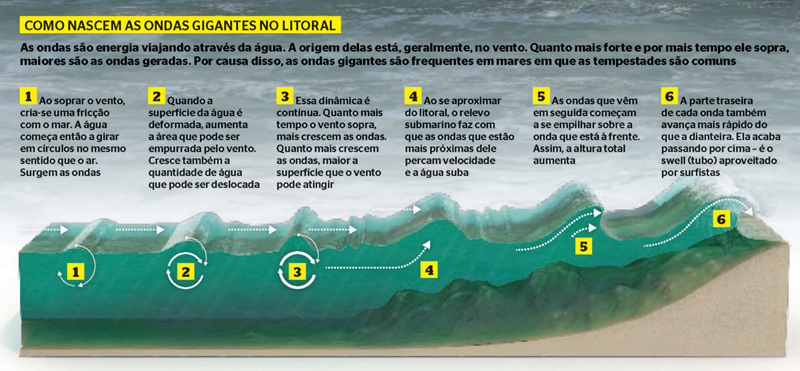 COMO NASCEM AS ONDAS GIGANTES NO LITORAL
As ondas são energia viajando através da água. A origem delas está, geralmente, no vento. Quanto mais forte e por mais tempo ele sopra,
maiores são as ondas geradas. Por causa disso, as ondas gigantes são frequentes em mares em que as tempestades são comuns
1 Ao soprar o vento,
cria-se uma fricção
com o mar. A água
começa então a girar
em círculos no mesmo
sentido que o ar.
Surgem as ondas
2 Quando a
superfície da água é
deformada, aumenta
a área que pode ser
empurrada pelo vento.
Cresce também a
quantidade de água
que pode ser deslocada
3 Essa dinâmica é
contínua. Quanto mais
tempo o vento sopra,
mais crescem as ondas.
Quanto mais crescem
as ondas, maior a
superfície que o vento
pode atingir
4 Ao se aproximar
do litoral, o relevo
submarino faz com
que as ondas que estão
mais próximas dele
percam velocidade
e a água suba
5 As ondas que vêm
em seguida começam
a se empilhar sobre a
onda que está à frente.
Assim, a altura total
aumenta
6 A parte traseira
de cada onda também
avança mais rápido do
que a dianteira. Ela acaba
passando por cima – é o
swell (tubo) aproveitado
por surfistas
1
2
3
4
5
6